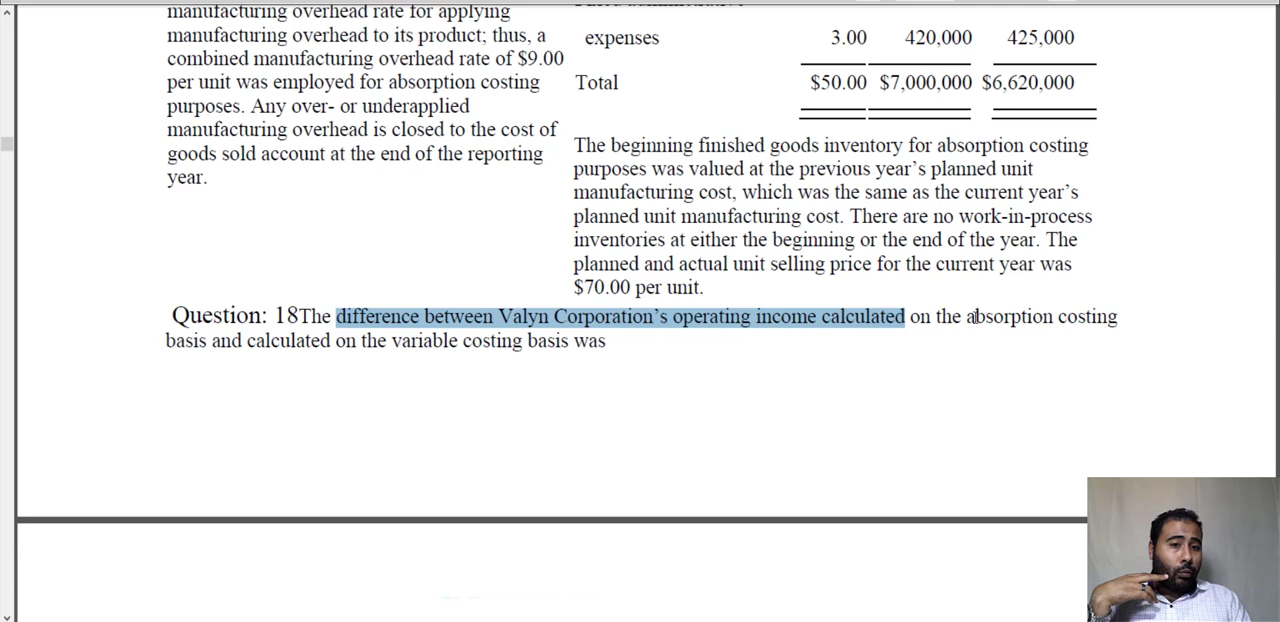 manufacturing overhead rate for applying
manufacturing overhead to its product; thus, a
combined manufacturing overhead rate of $9.00
per unit was employed for absorption costing
purposes. Any over- or underapplied
manufacturing overhead is closed to the cost of
goods sold account at the end of the reporting
year.
expenses 3.00 420,000 425,000
Total $50.00 $7,000,000 $6,620,000
The beginning finished goods inventory for absorption costing
purposes was valued at the previous year’s planned unit
manufacturing cost, which was the same as the current year’s
planned unit manufacturing cost. There are no work-in-process
inventories at either the beginning or the end of the year. The
planned and actual unit selling price for the current year was
$70.00 per unit.
Question: 18The difference between Valyn Corporation’s operating income calculated on the absorption costing
basis and calculated on the variable costing basis was